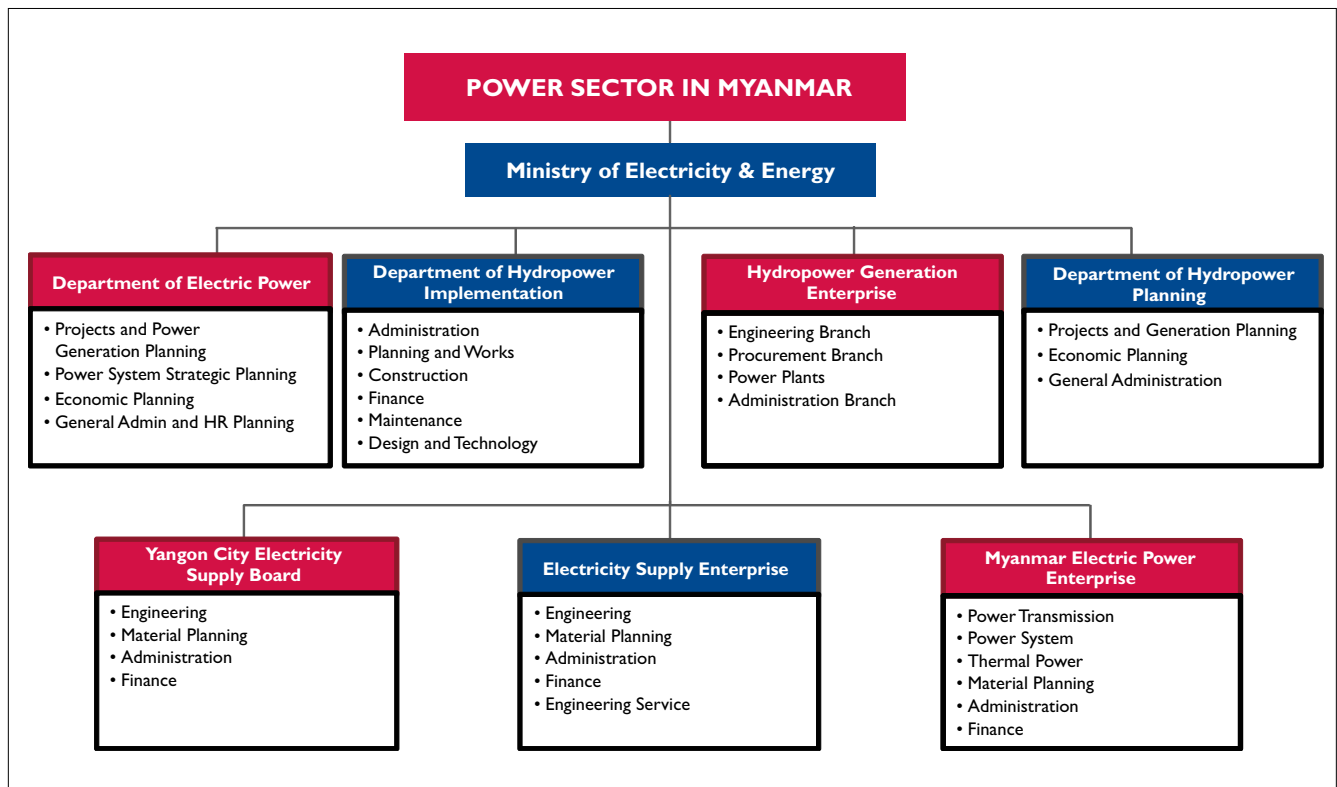 POWER SECTOR IN MYANMAR
Ministry of Electricity & Energy
Department of Electric Power
• Projects and Power
Generation Planning
• Power System Strategic Planning
• Economic Planning
• General Admin and HR Planning
Department of Hydropower
Implementation
• Administration
• Planning and Works
• Construction
• Finance
• Maintenance
• Design and Technology
Hydropower Generation
Enterprise
• Engineering Branch
• Procurement Branch
• Power Plants
• Administration Branch
Department of Hydropower
Planning
• Projects and Generation Planning
• Economic Planning
• General Administration
Yangon City Electricity
Supply Board
• Engineering
• Material Planning
• Administration
• Finance
Electricity Supply Enterprise
• Engineering
• Material Planning
• Administration
• Finance
• Engineering Service
Myanmar Electric Power
Enterprise
• Power Transmission
• Power System
• Thermal Power
• Material Planning
• Administration
• Finance